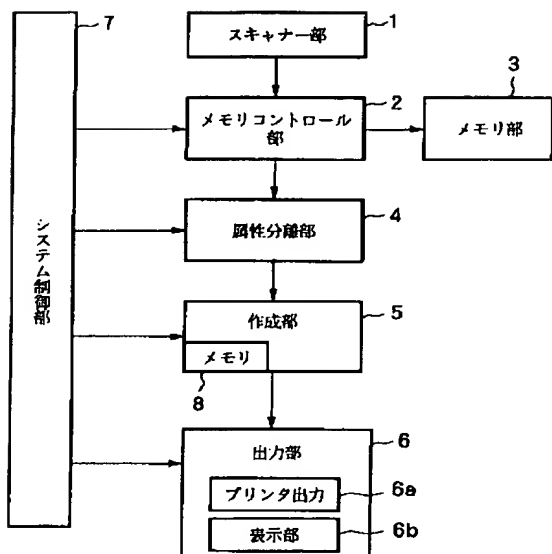 7
スキャナー部
1
メモリコントロール
部
2
メモリ部
3
属性分離部
4
システム制御部
作成部
5
メモリ
8
出力部
6
プリンタ出力
6a
表示部
6b